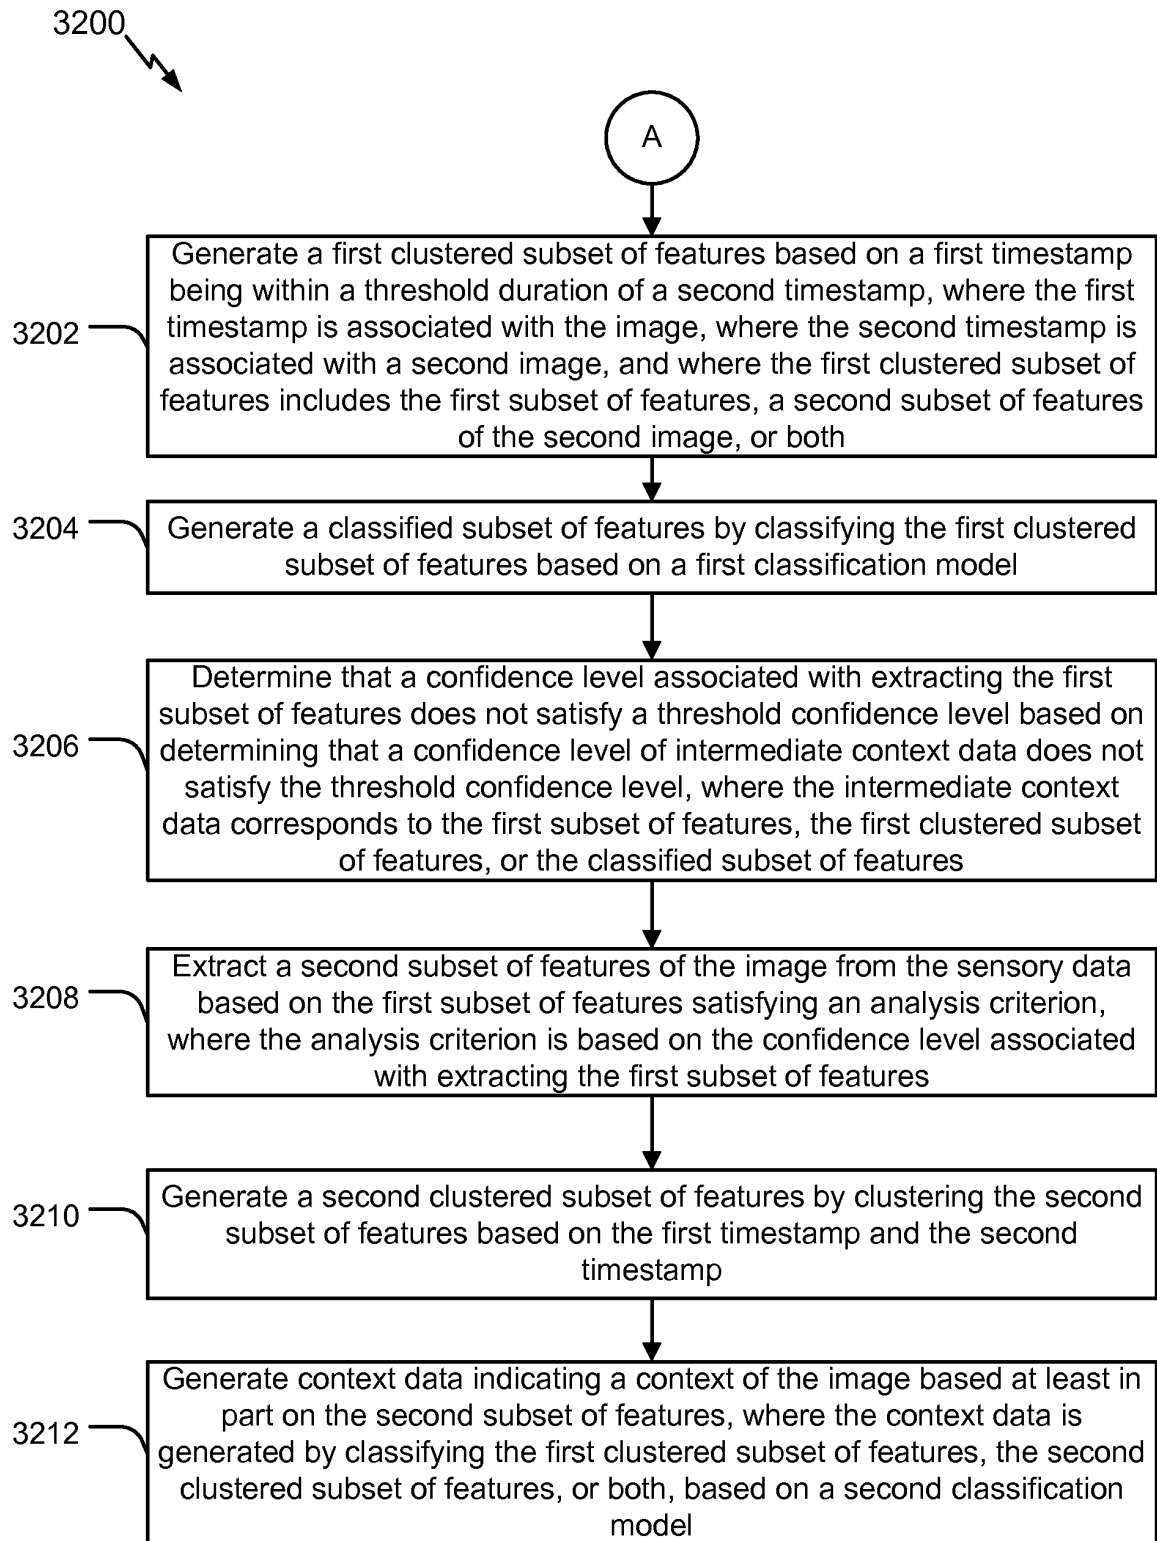 3200
A
3202
Generate a first clustered subset of features based on a first timestamp
being within a threshold duration of a second timestamp, where the first
timestamp is associated with the image, where the second timestamp is
associated with a second image, and where the first clustered subset of
features includes the first subset of features, a second subset of features
of the second image, or both
3204
Generate a classified subset of features by classifying the first clustered
subset of features based on a first classification model
3206
Determine that a confidence level associated with extracting the first
subset of features does not satisfy a threshold confidence level based on
determining that a confidence level of intermediate context data does not
satisfy the threshold confidence level, where the intermediate context
data corresponds to the first subset of features, the first clustered subset
of features, or the classified subset of features
3208
Extract a second subset of features of the image from the sensory data
based on the first subset of features satisfying an analysis criterion,
where the analysis criterion is based on the confidence level associated
with extracting the first subset of features
3210
Generate a second clustered subset of features by clustering the second
subset of features based on the first timestamp and the second
timestamp
3212
Generate context data indicating a context of the image based at least in
part on the second subset of features, where the context data is
generated by classifying the first clustered subset of features, the second
clustered subset of features, or both, based on a second classification
model